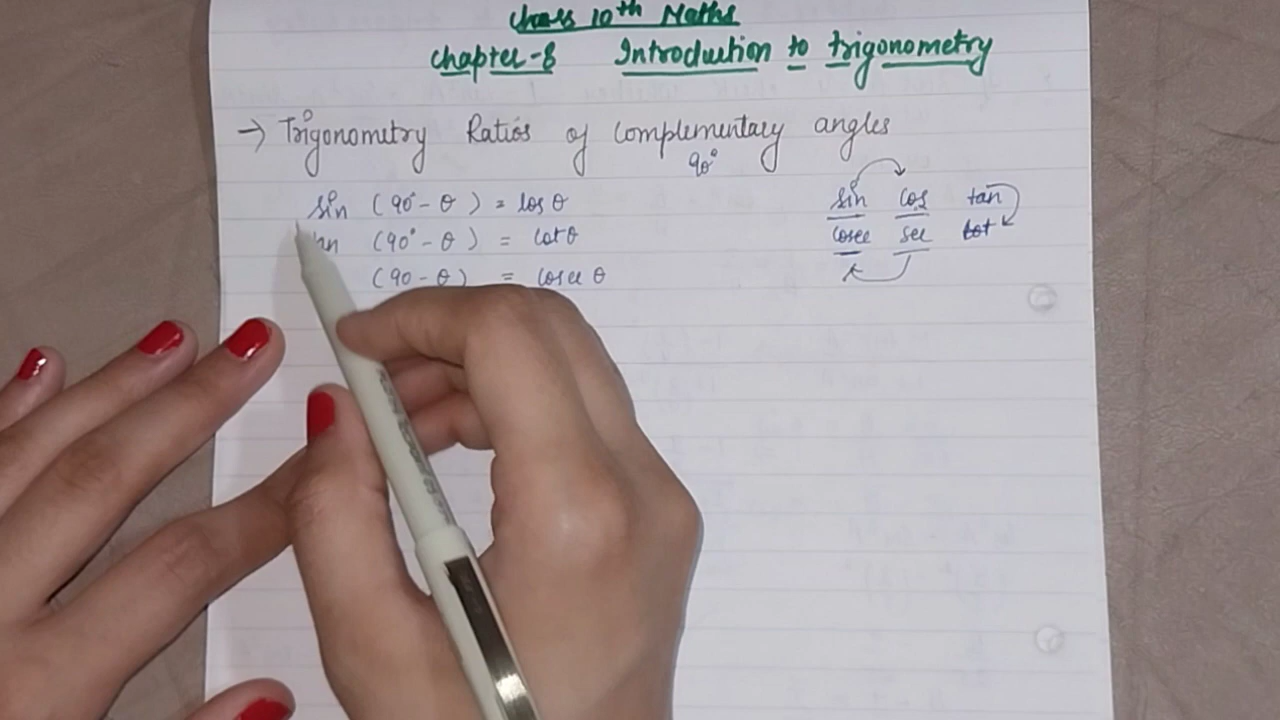 Class 10th Maths
Chapter-8 Introduction to Trigonometry
→ Trigonometry Ratios of Complementary angles
90°
sin (90° - θ) = cos θ
tan (90° - θ) = cot θ
(90 - θ) = cosec θ
sin cos tan
cosec sec cot